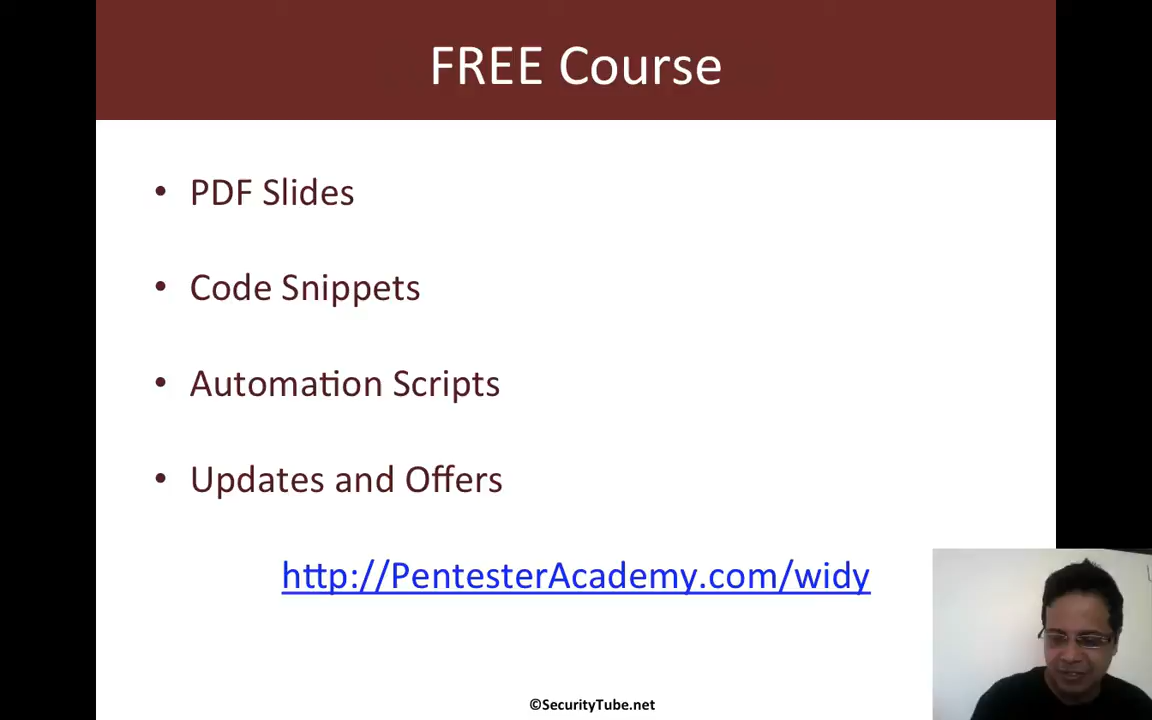 FREE Course
• PDF Slides
• Code Snippets
• Automation Scripts
• Updates and Offers
http://PentesterAcademy.com/widy
©SecurityTube.net